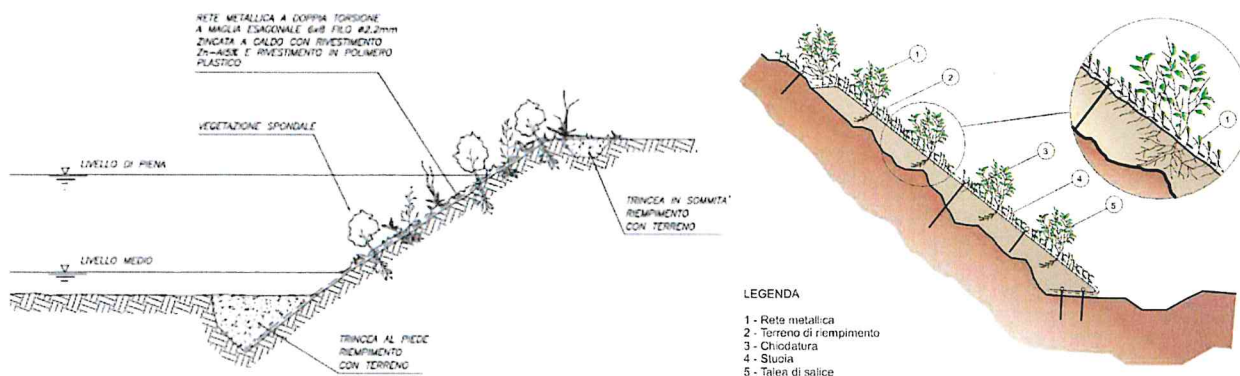 RETE METALLICA A DOPPIA TORSIONE
A MAGLIA ESAGONALE 6x8 FILO Ø2.2mm
ZINCATA A CALDO CON RIVESTIMENTO
Zn-Al5% E RIVESTIMENTO IN POLIMERO
PLASTICO
VEGETAZIONE SPONDALE
LIVELLO DI PIENA
LIVELLO MEDIO
TRINCEA IN SOMMITA'
RIEMPIMENTO
CON TERRENO
TRINCEA AL PIEDE
RIEMPIMENTO
CON TERRENO
1
2
3
4
5
1
LEGENDA
1 - Rete metallica
2 - Terreno di riempimento
3 - Chiodatura
4 - Stuoia
5 - Talea di salice